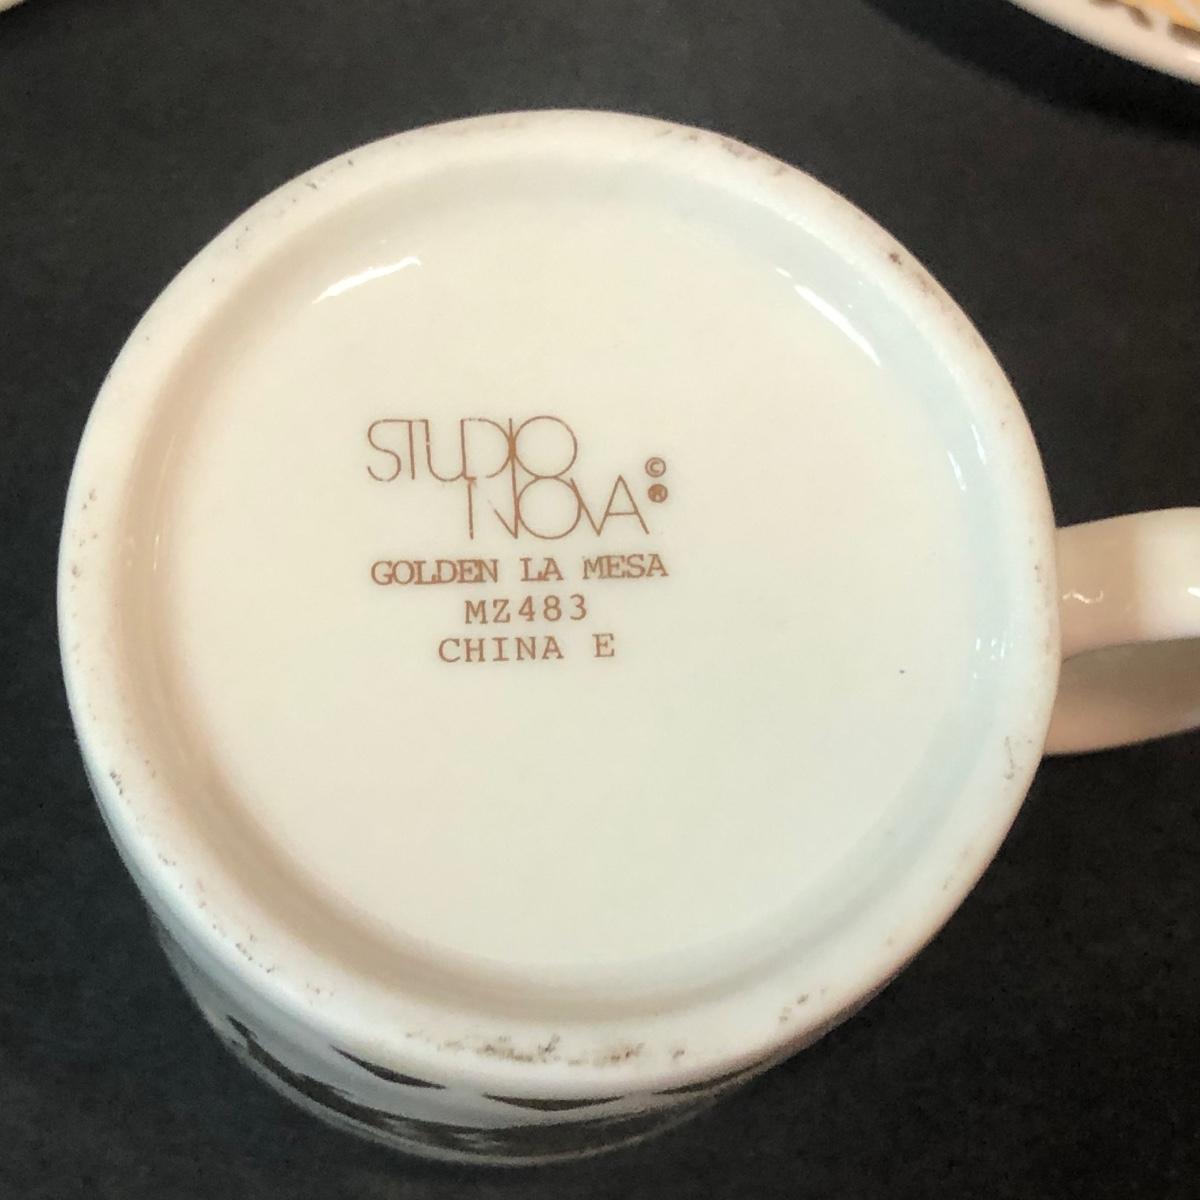 STUDIO
NOVA ©®
GOLDEN LA MESA
MZ483
CHINA E